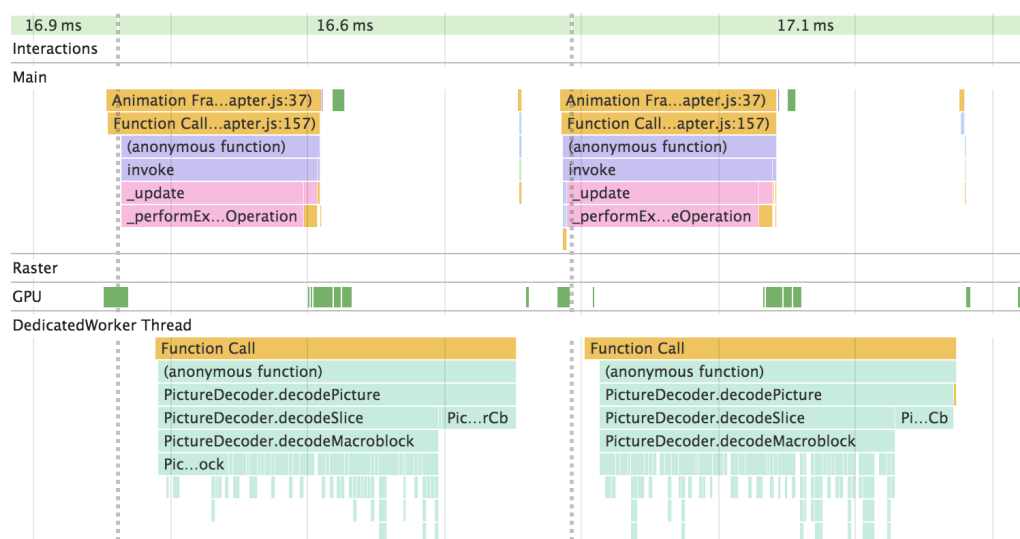 16.9 ms 16.6 ms 17.1 ms
Interactions
Main
Animation Fra...apter.js:37) Animation Fra...apter.js:37)
Function Call...apter.js:157) Function Call...apter.js:157)
(anonymous function) (anonymous function)
invoke invoke
_update _update
_performEx...Operation _performEx...eOperation
Raster
GPU
DedicatedWorker Thread
Function Call Function Call
(anonymous function) (anonymous function)
PictureDecoder.decodePicture PictureDecoder.decodePicture
PictureDecoder.decodeSlice Pic...rCb PictureDecoder.decodeSlice Pi...Cb
PictureDecoder.decodeMacroblock PictureDecoder.decodeMacroblock
Pic...ock